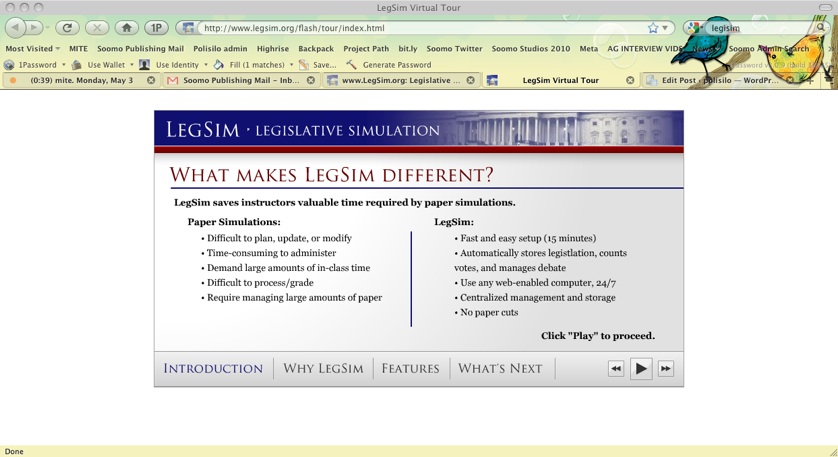 LegSim Virtual Tour
1P
http://www.legsim.org/flash/tour/index.html
legisim
Most Visited MITE Soomo Publishing Mail Polisilo admin Highrise Backpack Project Path bit.ly Soomo Twitter Soomo Studios 2010 Meta AG INTERVIEW VID Soomo Admin Search
1Password Use Wallet Use Identity Fill (1 matches) Save... Generate Password
(0:39) mite. Monday, May 3 Soomo Publishing Mail – Inb... www.LegSim.org: Legislative ... LegSim Virtual Tour Edit Post ‹ polisilo — WordPr...
LEGSIM · LEGISLATIVE SIMULATION
WHAT MAKES LEGSIM DIFFERENT?
LegSim saves instructors valuable time required by paper simulations.
Paper Simulations:
• Difficult to plan, update, or modify
• Time-consuming to administer
• Demand large amounts of in-class time
• Difficult to process/grade
• Require managing large amounts of paper
LegSim:
• Fast and easy setup (15 minutes)
• Automatically stores legistlation, counts
votes, and manages debate
• Use any web-enabled computer, 24/7
• Centralized management and storage
• No paper cuts
Click "Play" to proceed.
INTRODUCTION WHY LEGSIM FEATURES WHAT'S NEXT
Done